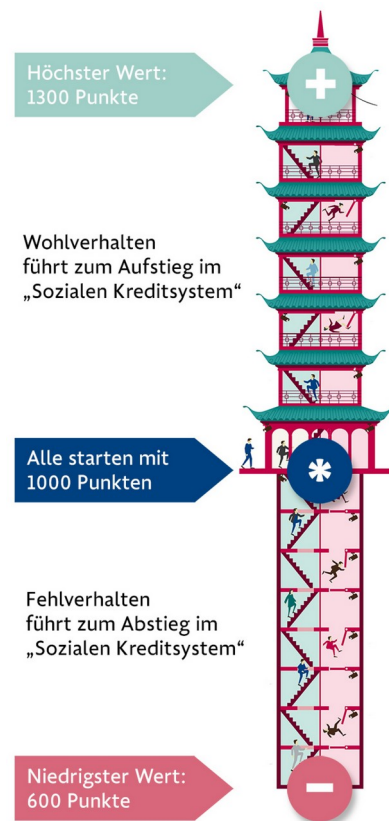 Höchster Wert:
1300 Punkte
Wohlverhalten
führt zum Aufstieg im
„Sozialen Kreditsystem“
Alle starten mit
1000 Punkten
Fehlverhalten
führt zum Abstieg im
„Sozialen Kreditsystem“
Niedrigster Wert:
600 Punkte